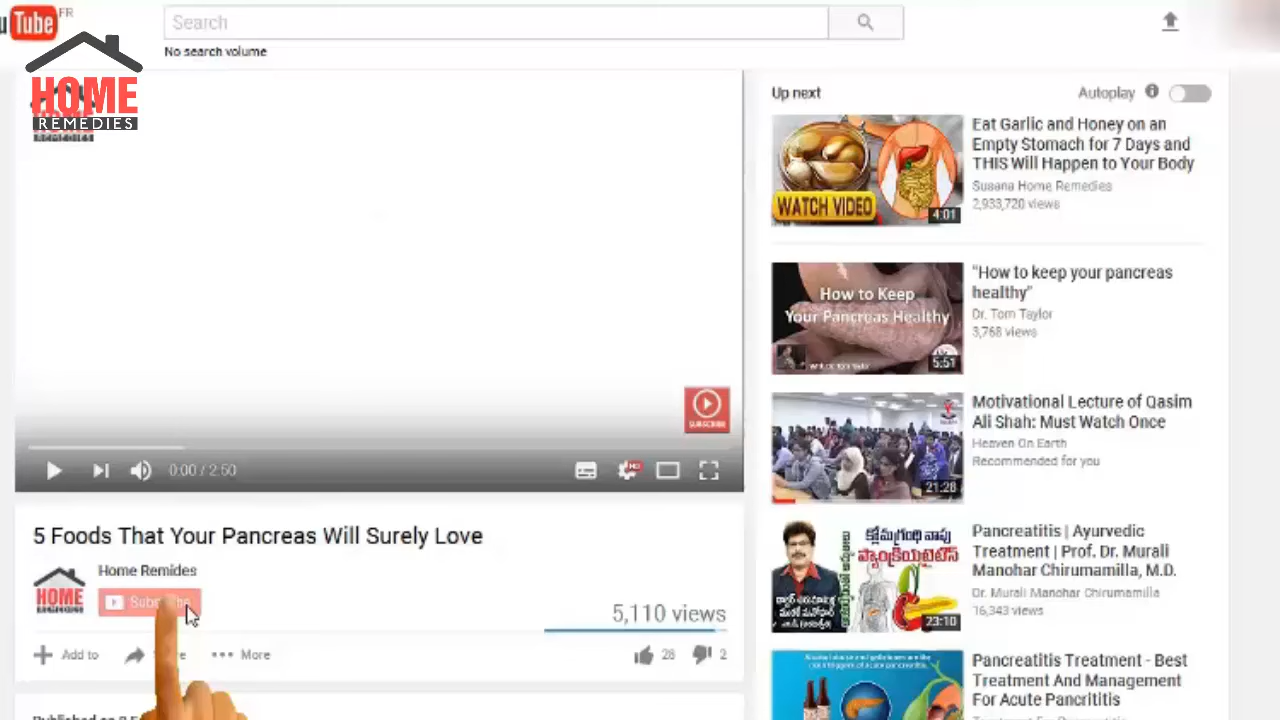 Tube FR
Search
No search volume
HOME
REMEDIES
Up next
Autoplay
WATCH VIDEO
4:01
Eat Garlic and Honey on an
Empty Stomach for 7 Days and
THIS Will Happen to Your Body
Susana Home Remedies
2,933,720 views
How to Keep
Your Pancreas Healthy
5:51
"How to keep your pancreas
healthy"
Dr. Tom Taylor
3,768 views
SUBSCRIBE
0:00 / 2:50
HD
21:28
Motivational Lecture of Qasim
Ali Shah: Must Watch Once
Heaven On Earth
Recommended for you
5 Foods That Your Pancreas Will Surely Love
Home Remides
HOME
5,110 views
Add to
More
28
2
క్లోమగ్రంధి వాపు
ప్యాంక్రియటైటిస్
23:10
Pancreatitis | Ayurvedic
Treatment | Prof. Dr. Murali
Manohar Chirumamilla, M.D.
Dr. Murali Manohar Chirumamilla
16,343 views
Pancreatitis Treatment - Best
Treatment And Management
For Acute Pancrititis